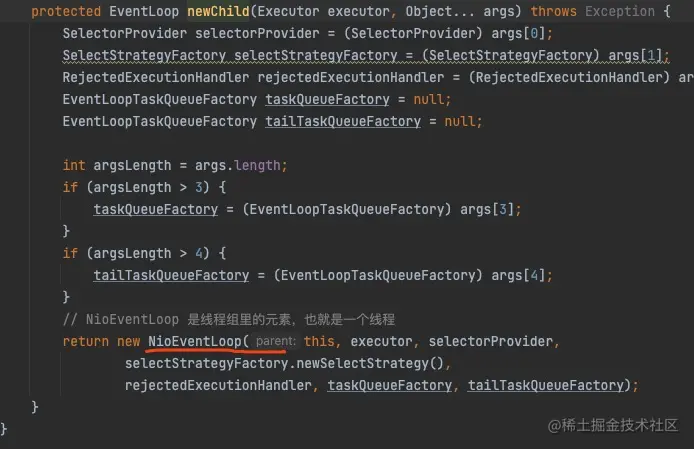 protected EventLoop newChild(Executor executor, Object... args) throws Exception {
SelectorProvider selectorProvider = (SelectorProvider) args[0];
SelectStrategyFactory selectStrategyFactory = (SelectStrategyFactory) args[1];
RejectedExecutionHandler rejectedExecutionHandler = (RejectedExecutionHandler) ar
EventLoopTaskQueueFactory taskQueueFactory = null;
EventLoopTaskQueueFactory tailTaskQueueFactory = null;
int argsLength = args.length;
if (argsLength > 3) {
taskQueueFactory = (EventLoopTaskQueueFactory) args[3];
}
if (argsLength > 4) {
tailTaskQueueFactory = (EventLoopTaskQueueFactory) args[4];
}
// NioEventLoop 是线程组里的元素，也就是一个线程
return new NioEventLoop( parent: this, executor, selectorProvider,
selectStrategyFactory.newSelectStrategy(),
rejectedExecutionHandler, taskQueueFactory, tailTaskQueueFactory);
}
}
@稀土掘金技术社区